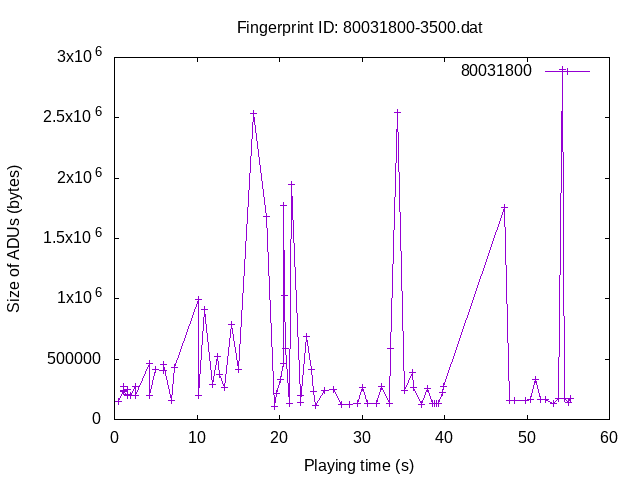 Fingerprint ID: 80031800-3500.dat
3x10^6
80031800
2.5x10^6
2x10^6
1.5x10^6
1x10^6
500000
0
Size of ADUs (bytes)
0 10 20 30 40 50 60
Playing time (s)